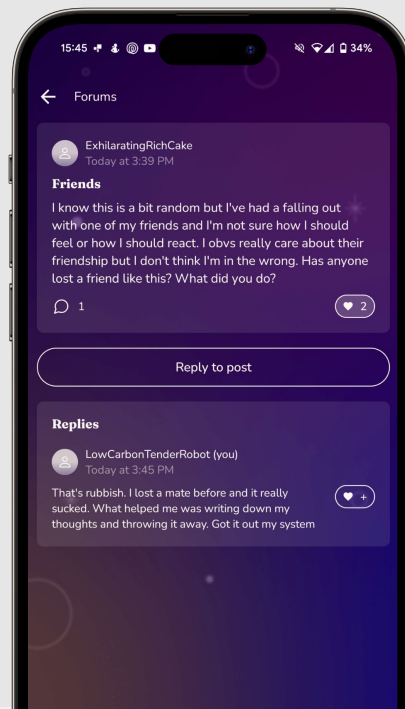 15:45 34%
Forums
ExhilaratingRichCake
Today at 3:39 PM
Friends
I know this is a bit random but I've had a falling out
with one of my friends and I'm not sure how I should
feel or how I should react. I obvs really care about their
friendship but I don't think I'm in the wrong. Has anyone
lost a friend like this? What did you do?
1 2
Reply to post
Replies
LowCarbonTenderRobot (you)
Today at 3:45 PM
That's rubbish. I lost a mate before and it really
sucked. What helped me was writing down my
thoughts and throwing it away. Got it out my system
+